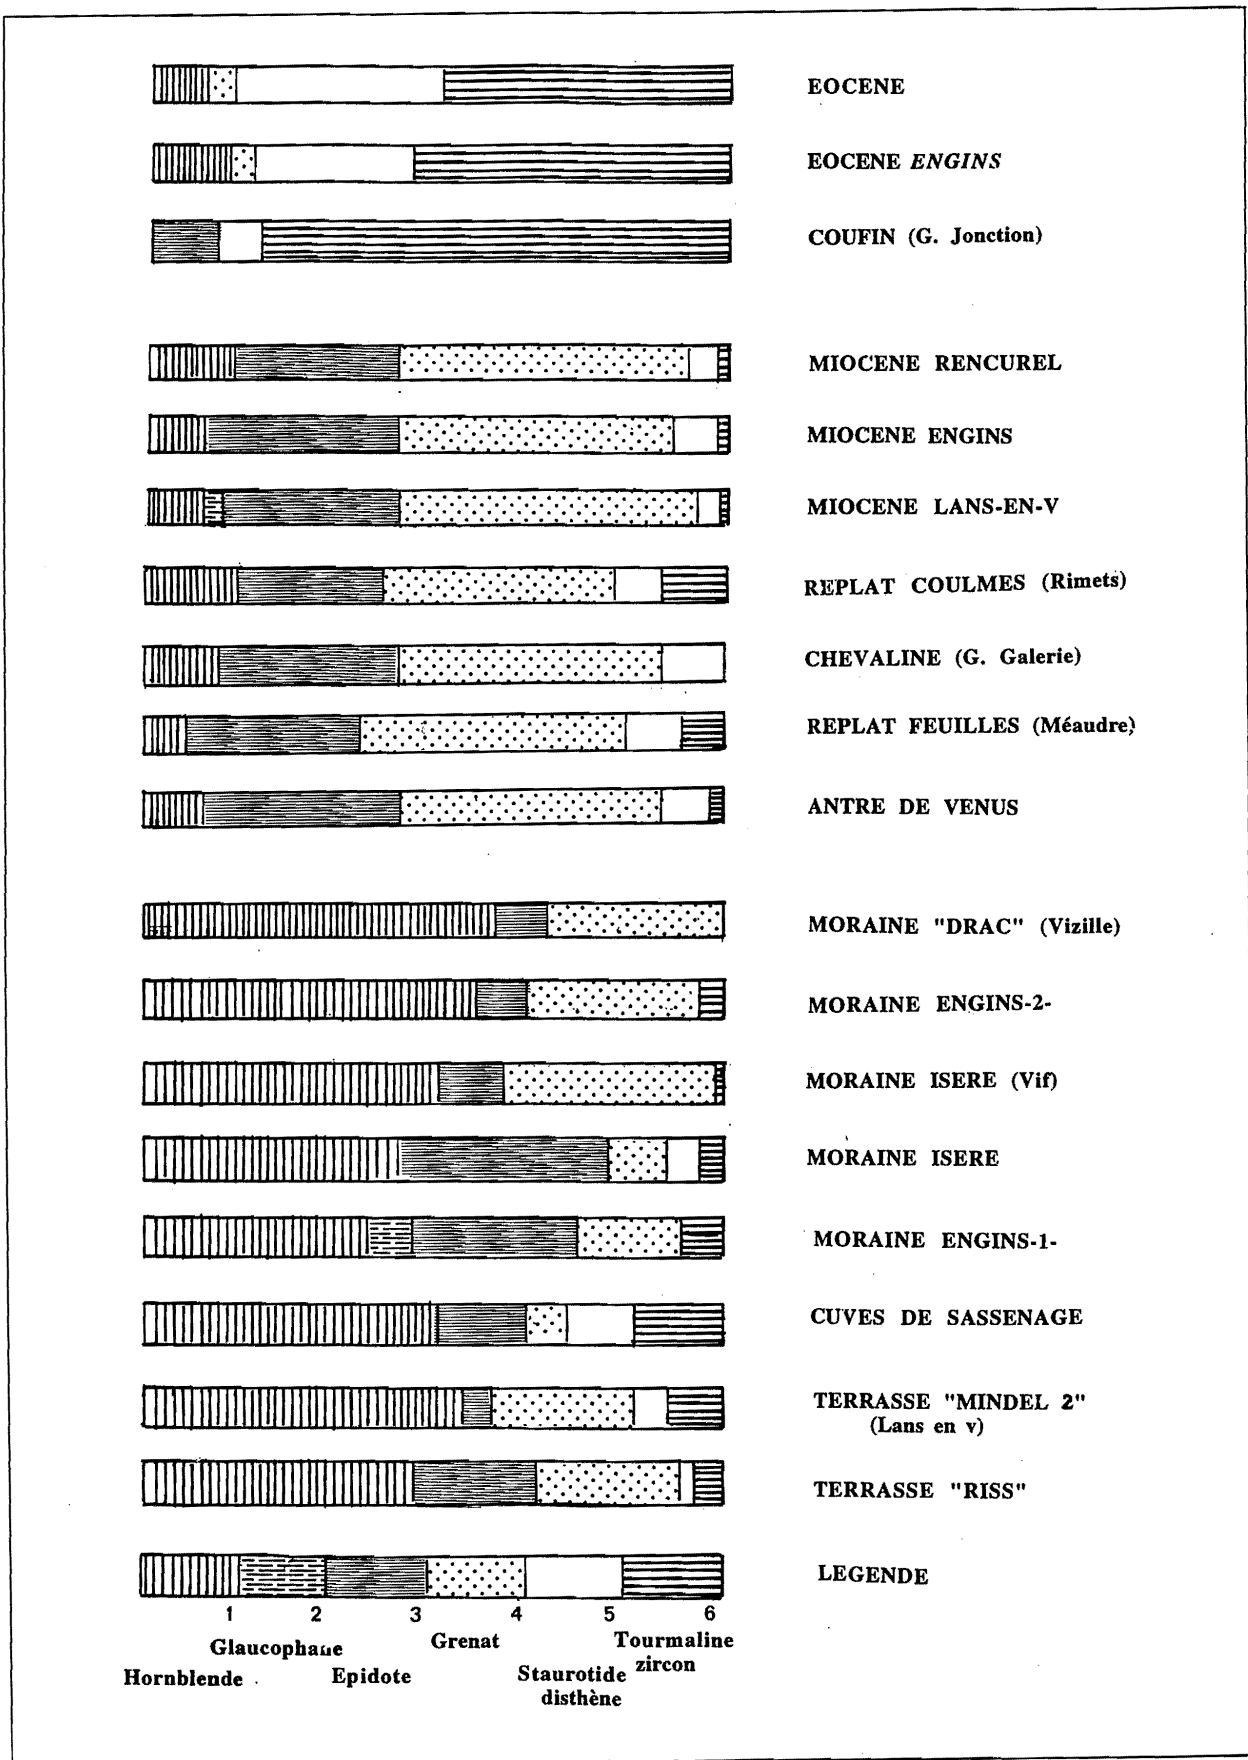 EOCENE
EOCENE ENGINS
COUFIN (G. Jonction)
MIOCENE RENCUREL
MIOCENE ENGINS
MIOCENE LANS-EN-V
REPLAT COULMES (Rimets)
CHEVALINE (G. Galerie)
REPLAT FEUILLES (Méaudre)
ANTRE DE VENUS
MORAINE "DRAC" (Vizille)
MORAINE ENGINS-2-
MORAINE ISERE (Vif)
MORAINE ISERE
MORAINE ENGINS-1-
CUVES DE SASSENAGE
TERRASSE "MINDEL 2"
(Lans en v)
TERRASSE "RISS"
LEGENDE
1 2 3 4 5 6
Glaucophane Grenat Tourmaline
zircon
Hornblende Epidote Staurotide
disthène